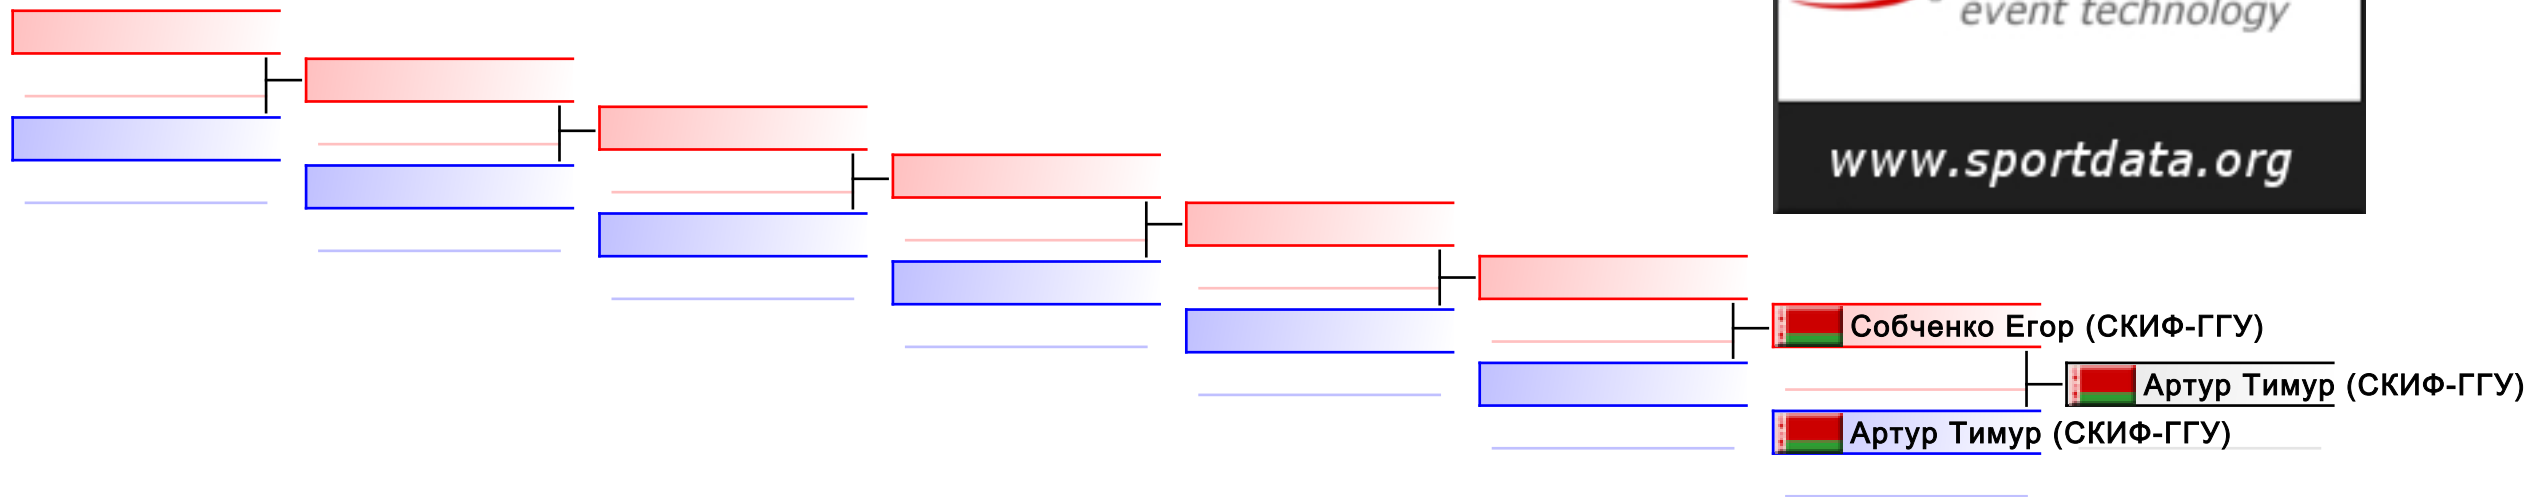 event technology
www.sportdata.org
Собченко Егор (СКИФ-ГГУ)
Артур Тимур (СКИФ-ГГУ)
Артур Тимур (СКИФ-ГГУ)